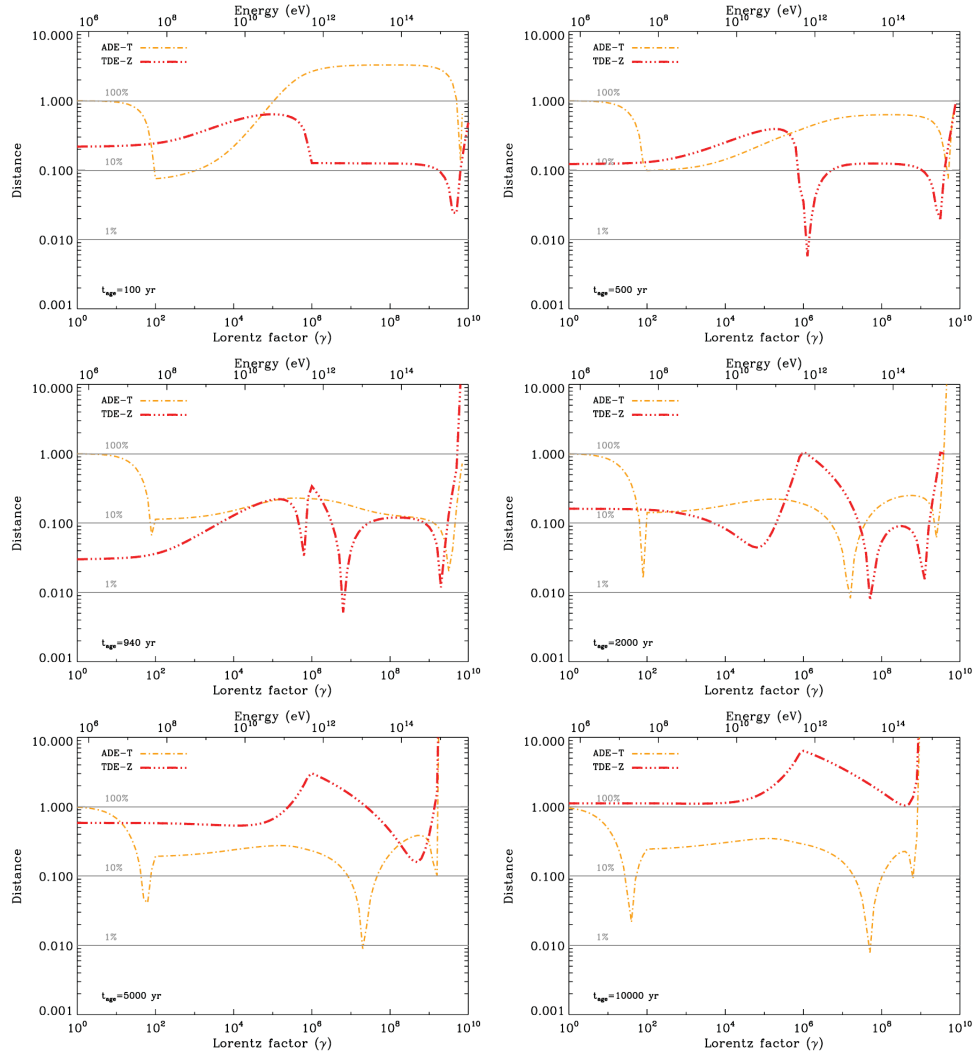 Energy (eV)
10^6 10^8 10^10 10^12 10^14
10.000
1.000
0.100
0.010
0.001
Distance
ADE-T
TDE-Z
100%
10%
1%
t_age=100 yr
10^0 10^2 10^4 10^6 10^8 10^10
Lorentz factor (γ)
Energy (eV)
10^6 10^8 10^10 10^12 10^14
10.000
1.000
0.100
0.010
0.001
Distance
ADE-T
TDE-Z
100%
10%
1%
t_age=500 yr
10^0 10^2 10^4 10^6 10^8 10^10
Lorentz factor (γ)
Energy (eV)
10^6 10^8 10^10 10^12 10^14
10.000
1.000
0.100
0.010
0.001
Distance
ADE-T
TDE-Z
100%
10%
1%
t_age=940 yr
10^0 10^2 10^4 10^6 10^8 10^10
Lorentz factor (γ)
Energy (eV)
10^6 10^8 10^10 10^12 10^14
10.000
1.000
0.100
0.010
0.001
Distance
ADE-T
TDE-Z
100%
10%
1%
t_age=2000 yr
10^0 10^2 10^4 10^6 10^8 10^10
Lorentz factor (γ)
Energy (eV)
10^6 10^8 10^10 10^12 10^14
10.000
1.000
0.100
0.010
0.001
Distance
ADE-T
TDE-Z
100%
10%
1%
t_age=5000 yr
10^0 10^2 10^4 10^6 10^8 10^10
Lorentz factor (γ)
Energy (eV)
10^6 10^8 10^10 10^12 10^14
10.000
1.000
0.100
0.010
0.001
Distance
ADE-T
TDE-Z
100%
10%
1%
t_age=10000 yr
10^0 10^2 10^4 10^6 10^8 10^10
Lorentz factor (γ)